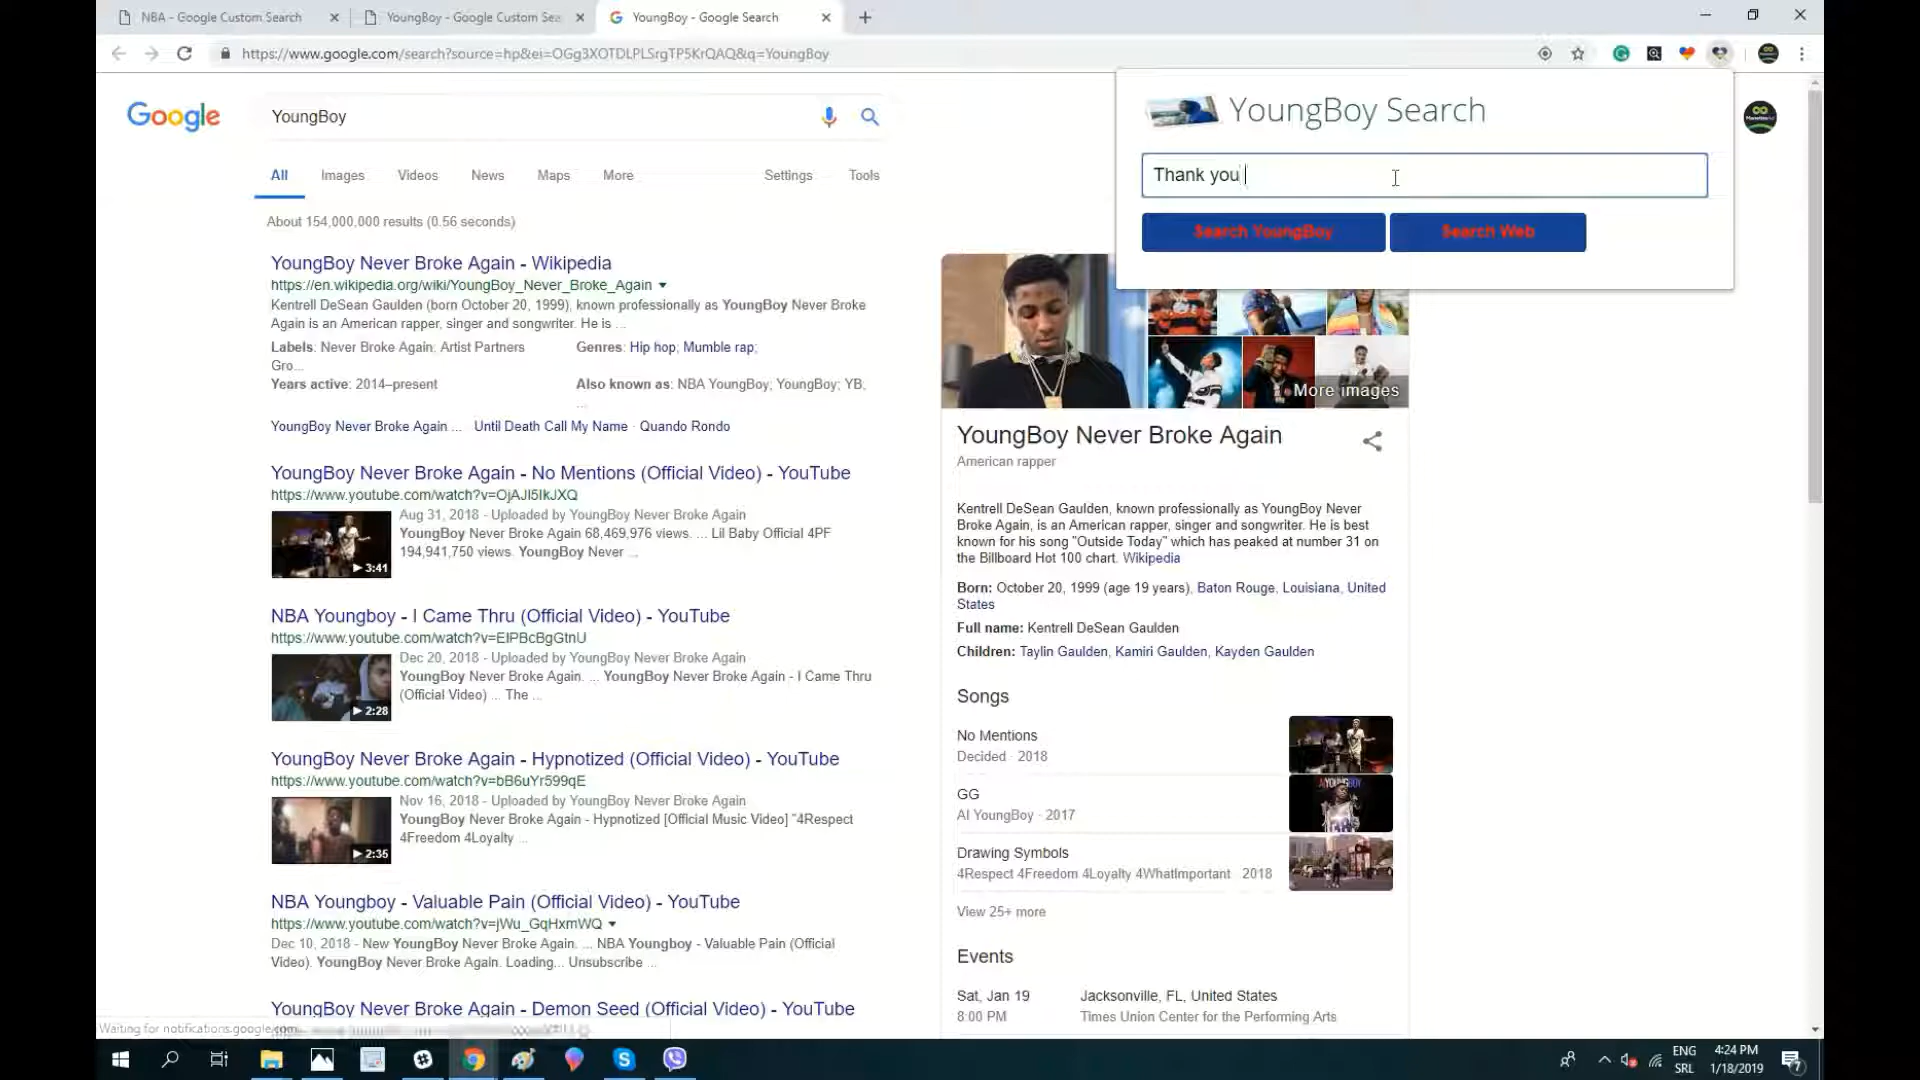 NBA - Google Custom Search
YoungBoy - Google Custom Sea
YoungBoy - Google Search
https://www.google.com/search?source=hp&ei=OGg3XOTDLPLSrgTP5KrQAQ&q=YoungBoy
Google
YoungBoy
All
Images
Videos
News
Maps
More
Settings
Tools
About 154,000,000 results (0.56 seconds)
YoungBoy Never Broke Again - Wikipedia
https://en.wikipedia.org/wiki/YoungBoy_Never_Broke_Again
Kentrell DeSean Gaulden (born October 20, 1999), known professionally as YoungBoy Never Broke
Again is an American rapper, singer and songwriter. He is ...
Labels: Never Broke Again; Artist Partners
Gro...
Genres: Hip hop; Mumble rap;
Years active: 2014–present
Also known as: NBA YoungBoy; YoungBoy; YB,
...
YoungBoy Never Broke Again ... Until Death Call My Name · Quando Rondo
YoungBoy Never Broke Again - No Mentions (Official Video) - YouTube
https://www.youtube.com/watch?v=OjAJl5IkJXQ
Aug 31, 2018 - Uploaded by YoungBoy Never Broke Again
YoungBoy Never Broke Again 68,469,976 views. ... Lil Baby Official 4PF
194,941,750 views. YoungBoy Never ...
3:41
NBA Youngboy - I Came Thru (Official Video) - YouTube
https://www.youtube.com/watch?v=EIPBcBgGtnU
Dec 20, 2018 - Uploaded by YoungBoy Never Broke Again
YoungBoy Never Broke Again. ... YoungBoy Never Broke Again - I Came Thru
(Official Video) ... The ...
2:28
YoungBoy Never Broke Again - Hypnotized (Official Video) - YouTube
https://www.youtube.com/watch?v=bB6uYr599qE
Nov 16, 2018 - Uploaded by YoungBoy Never Broke Again
YoungBoy Never Broke Again - Hypnotized [Official Music Video] "4Respect
4Freedom 4Loyalty ...
2:35
NBA Youngboy - Valuable Pain (Official Video) - YouTube
https://www.youtube.com/watch?v=jWu_GqHxmWQ
Dec 10, 2018 - New YoungBoy Never Broke Again. ... NBA Youngboy - Valuable Pain (Official
Video). YoungBoy Never Broke Again. Loading... Unsubscribe ...
YoungBoy Never Broke Again - Demon Seed (Official Video) - YouTube
Waiting for notifications.google.com...
YoungBoy Search
Thank you
Search YoungBoy
Search Web
More images
YoungBoy Never Broke Again
American rapper
Kentrell DeSean Gaulden, known professionally as YoungBoy Never
Broke Again, is an American rapper, singer and songwriter. He is best
known for his song "Outside Today" which has peaked at number 31 on
the Billboard Hot 100 chart. Wikipedia
Born: October 20, 1999 (age 19 years), Baton Rouge, Louisiana, United
States
Full name: Kentrell DeSean Gaulden
Children: Taylin Gaulden, Kamiri Gaulden, Kayden Gaulden
Songs
No Mentions
Decided · 2018
GG
AI YoungBoy · 2017
Drawing Symbols
4Respect 4Freedom 4Loyalty 4WhatImportant · 2018
View 25+ more
Events
Sat, Jan 19
8:00 PM
Jacksonville, FL, United States
Times Union Center for the Performing Arts
ENG
SRL
4:24 PM
1/18/2019
7